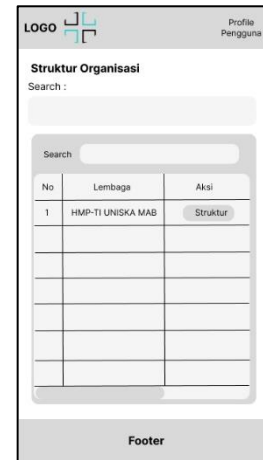 LOGO
Profile
Pengguna
Struktur Organisasi
Search :
Search
No Lembaga Aksi
1 HMP-TI UNISKA MAB Struktur
Footer